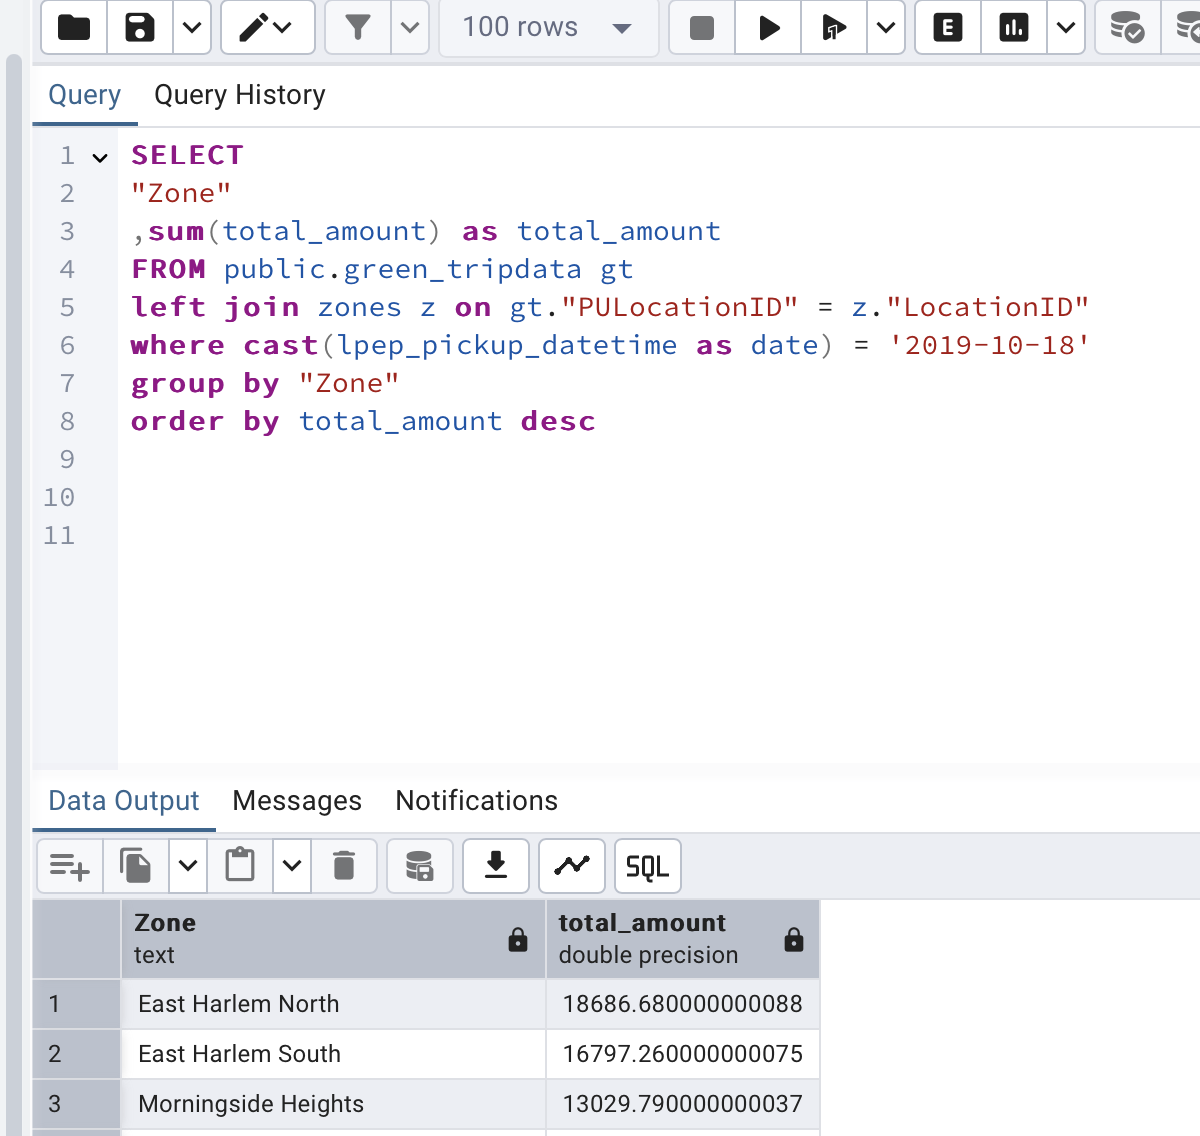 100 rows
E
Query Query History
1 SELECT
2 "Zone"
3 ,sum(total_amount) as total_amount
4 FROM public.green_tripdata gt
5 left join zones z on gt."PULocationID" = z."LocationID"
6 where cast(lpep_pickup_datetime as date) = '2019-10-18'
7 group by "Zone"
8 order by total_amount desc
9
10
11
Data Output Messages Notifications
SQL
Zone total_amount
text double precision
1 East Harlem North 18686.680000000088
2 East Harlem South 16797.260000000075
3 Morningside Heights 13029.790000000037